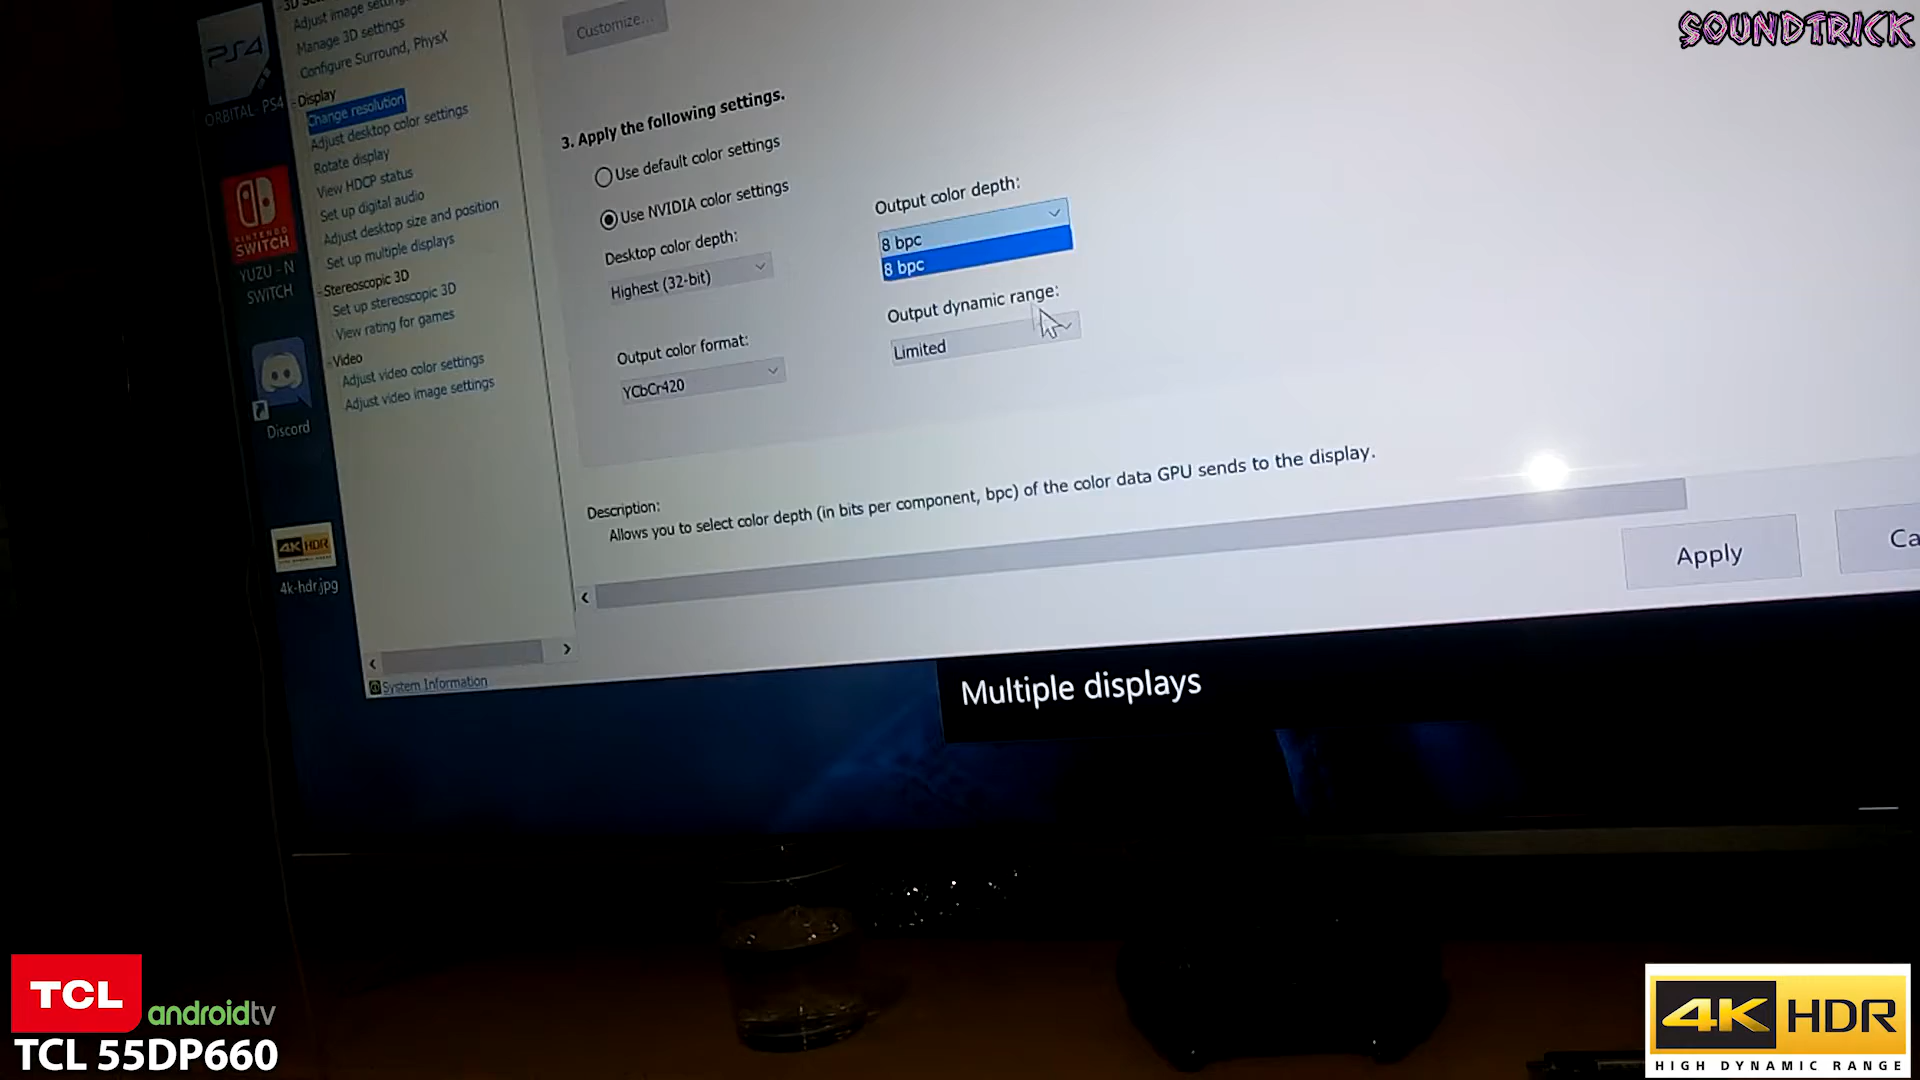 SOUNDTRICK
PS4
ORBITAL - PS4
NINTENDO
SWITCH
YUZU - N
SWITCH
Discord
4K HDR
4k-hdr.jpg
Adjust image
Manage 3D settings
Configure Surround, PhysX
Display
Change resolution
Adjust desktop color settings
Rotate display
View HDCP status
Set up digital audio
Adjust desktop size and position
Set up multiple displays
Stereoscopic 3D
Set up stereoscopic 3D
View rating for games
Video
Adjust video color settings
Adjust video image settings
System Information
Customize...
3. Apply the following settings.
Use default color settings
Use NVIDIA color settings
Desktop color depth:
Highest (32-bit)
Output color depth:
8 bpc
8 bpc
Output color format:
YCbCr420
Output dynamic range:
Limited
Description:
Allows you to select color depth (in bits per component, bpc) of the color data GPU sends to the display.
Apply
Ca
Multiple displays
TCL
androidtv
TCL 55DP660
4K HDR
HIGH DYNAMIC RANGE